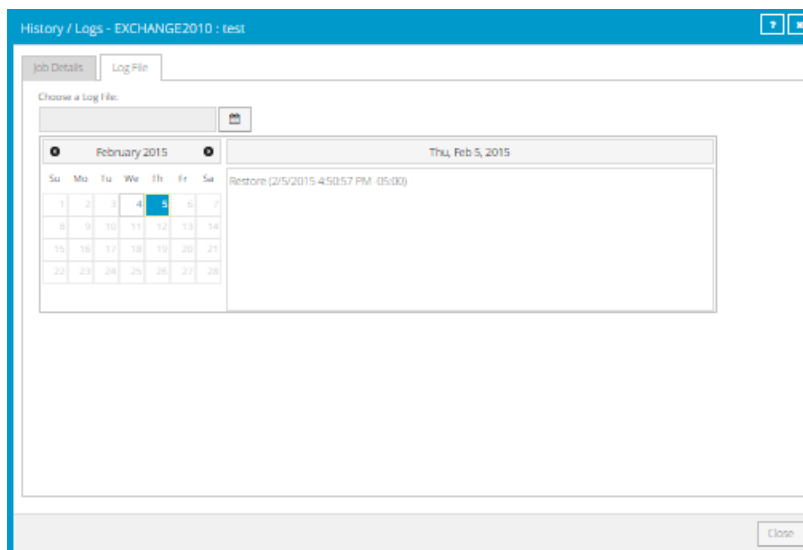 History / Logs - EXCHANGE2010 : test
?
Job Details
Log File
Choose a Log File:
February 2015
Thu, Feb 5, 2015
Su Mo Tu We Th Fr Sa
Restore (2/5/2015 4:50:57 PM -05:00)
1 2 3 4 5 6 7
8 9 10 11 12 13 14
15 16 17 18 19 20 21
22 23 24 25 26 27 28
Close